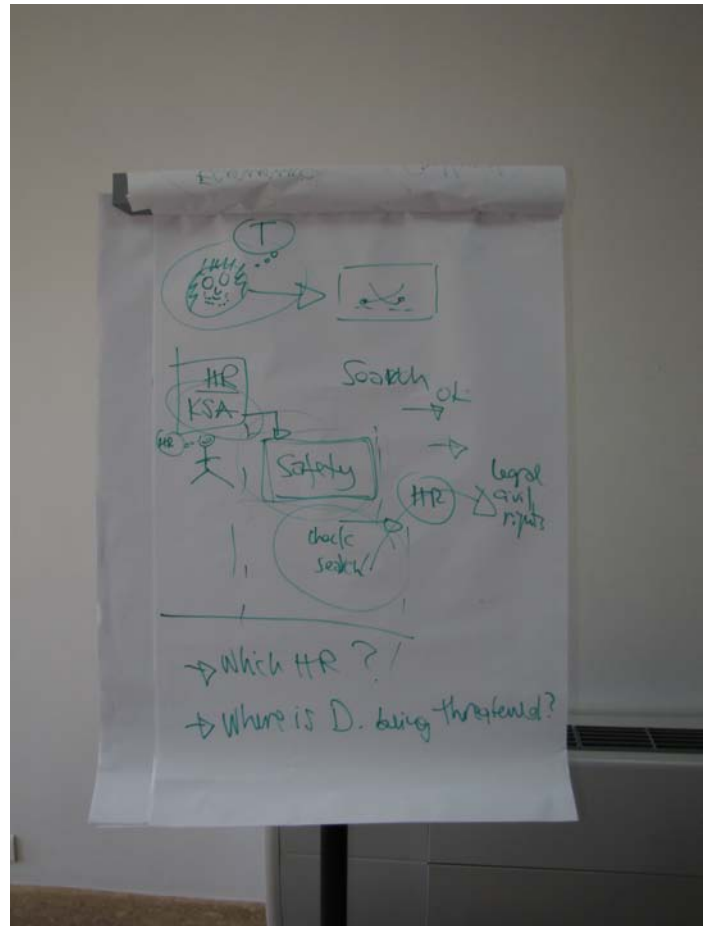 T
HR
KSA
Search
OK
HR
Safety
HR
legal
civil
rights
check
search
→ Which HR ?!
→ Where is D. being threatened?